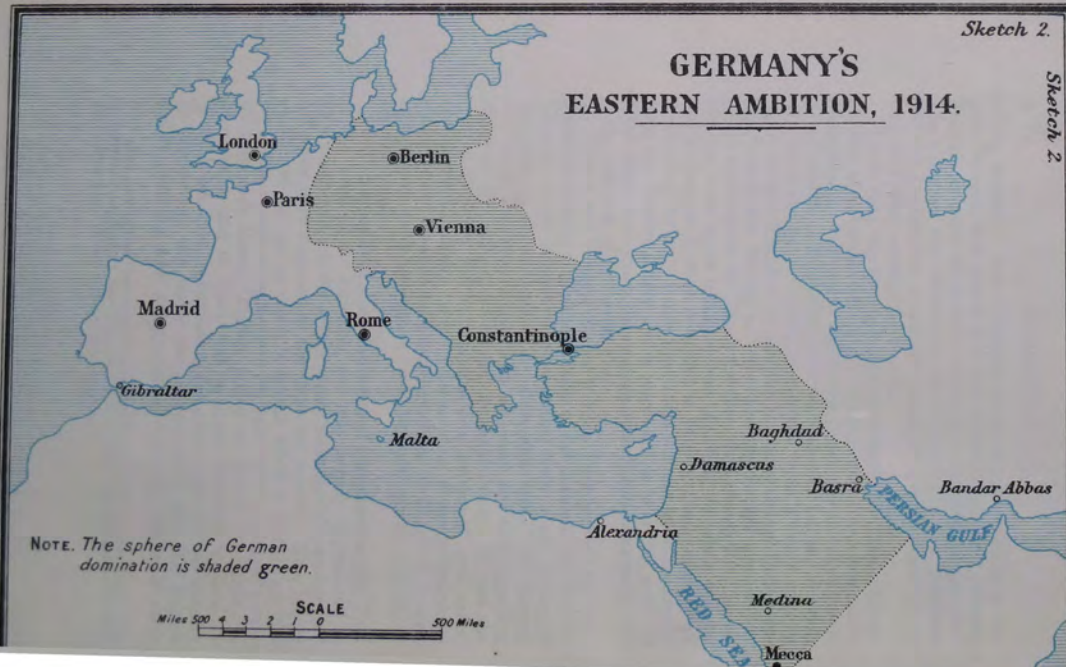 Sketch 2.
GERMANY'S
EASTERN AMBITION, 1914.
Sketch 2.
London
Berlin
Paris
Vienna
Madrid
Rome
Constantinople
Gibraltar
Malta
Baghdad
Damascus
Basra
Bandar Abbas
PERSIAN GULF
Alexandria
NOTE. The sphere of German
domination is shaded green.
Medina
RED SEA
SCALE
Miles 500 4 3 2 1 0 500 Miles
Mecca